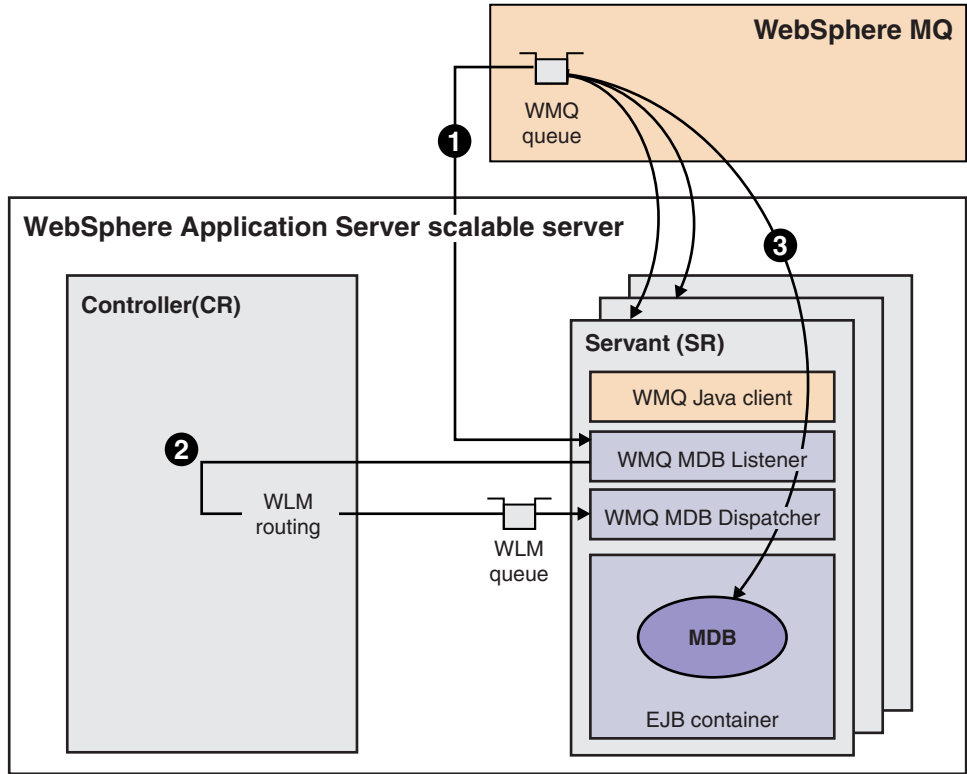 WebSphere MQ
WMQ
queue
1
WebSphere Application Server scalable server
3
Controller(CR)
Servant (SR)
WMQ Java client
2
WMQ MDB Listener
WLM
routing
WMQ MDB Dispatcher
WLM
queue
MDB
EJB container